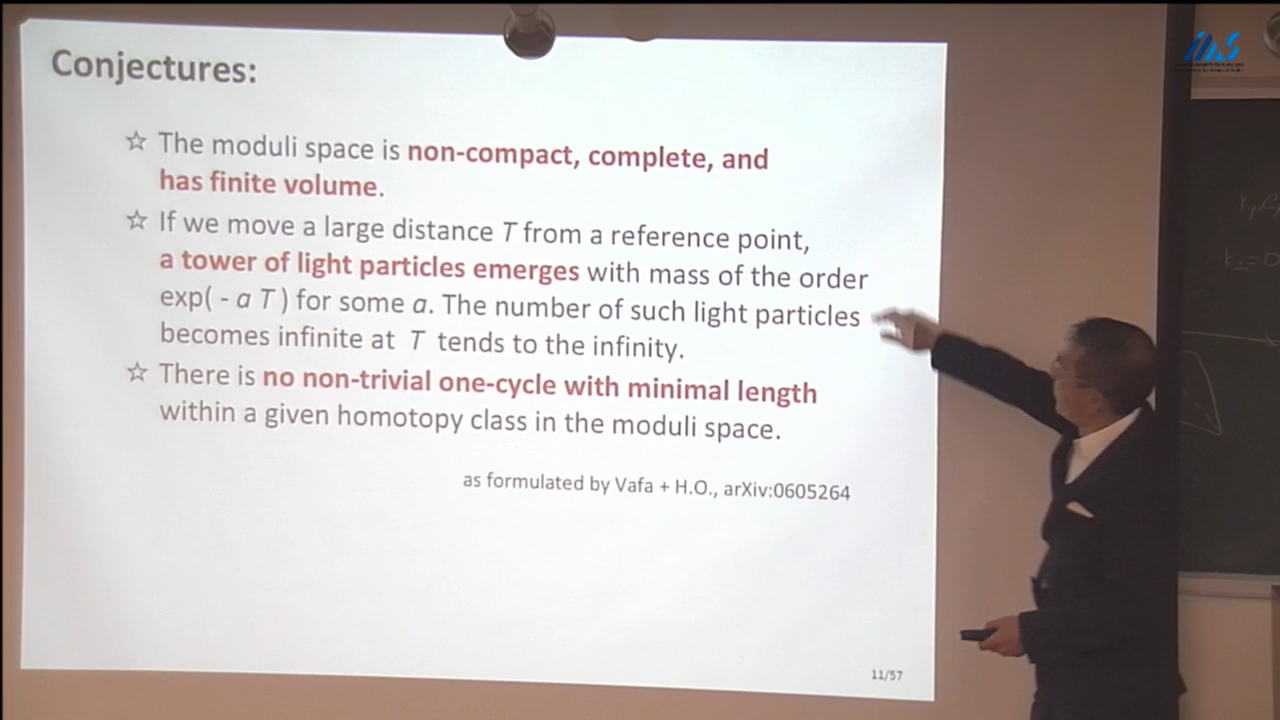 Conjectures:
☆ The moduli space is non-compact, complete, and
has finite volume.
☆ If we move a large distance T from a reference point,
a tower of light particles emerges with mass of the order
exp( - a T ) for some a. The number of such light particles
becomes infinite at T tends to the infinity.
☆ There is no non-trivial one-cycle with minimal length
within a given homotopy class in the moduli space.
as formulated by Vafa + H.O., arXiv:0605264
11/57